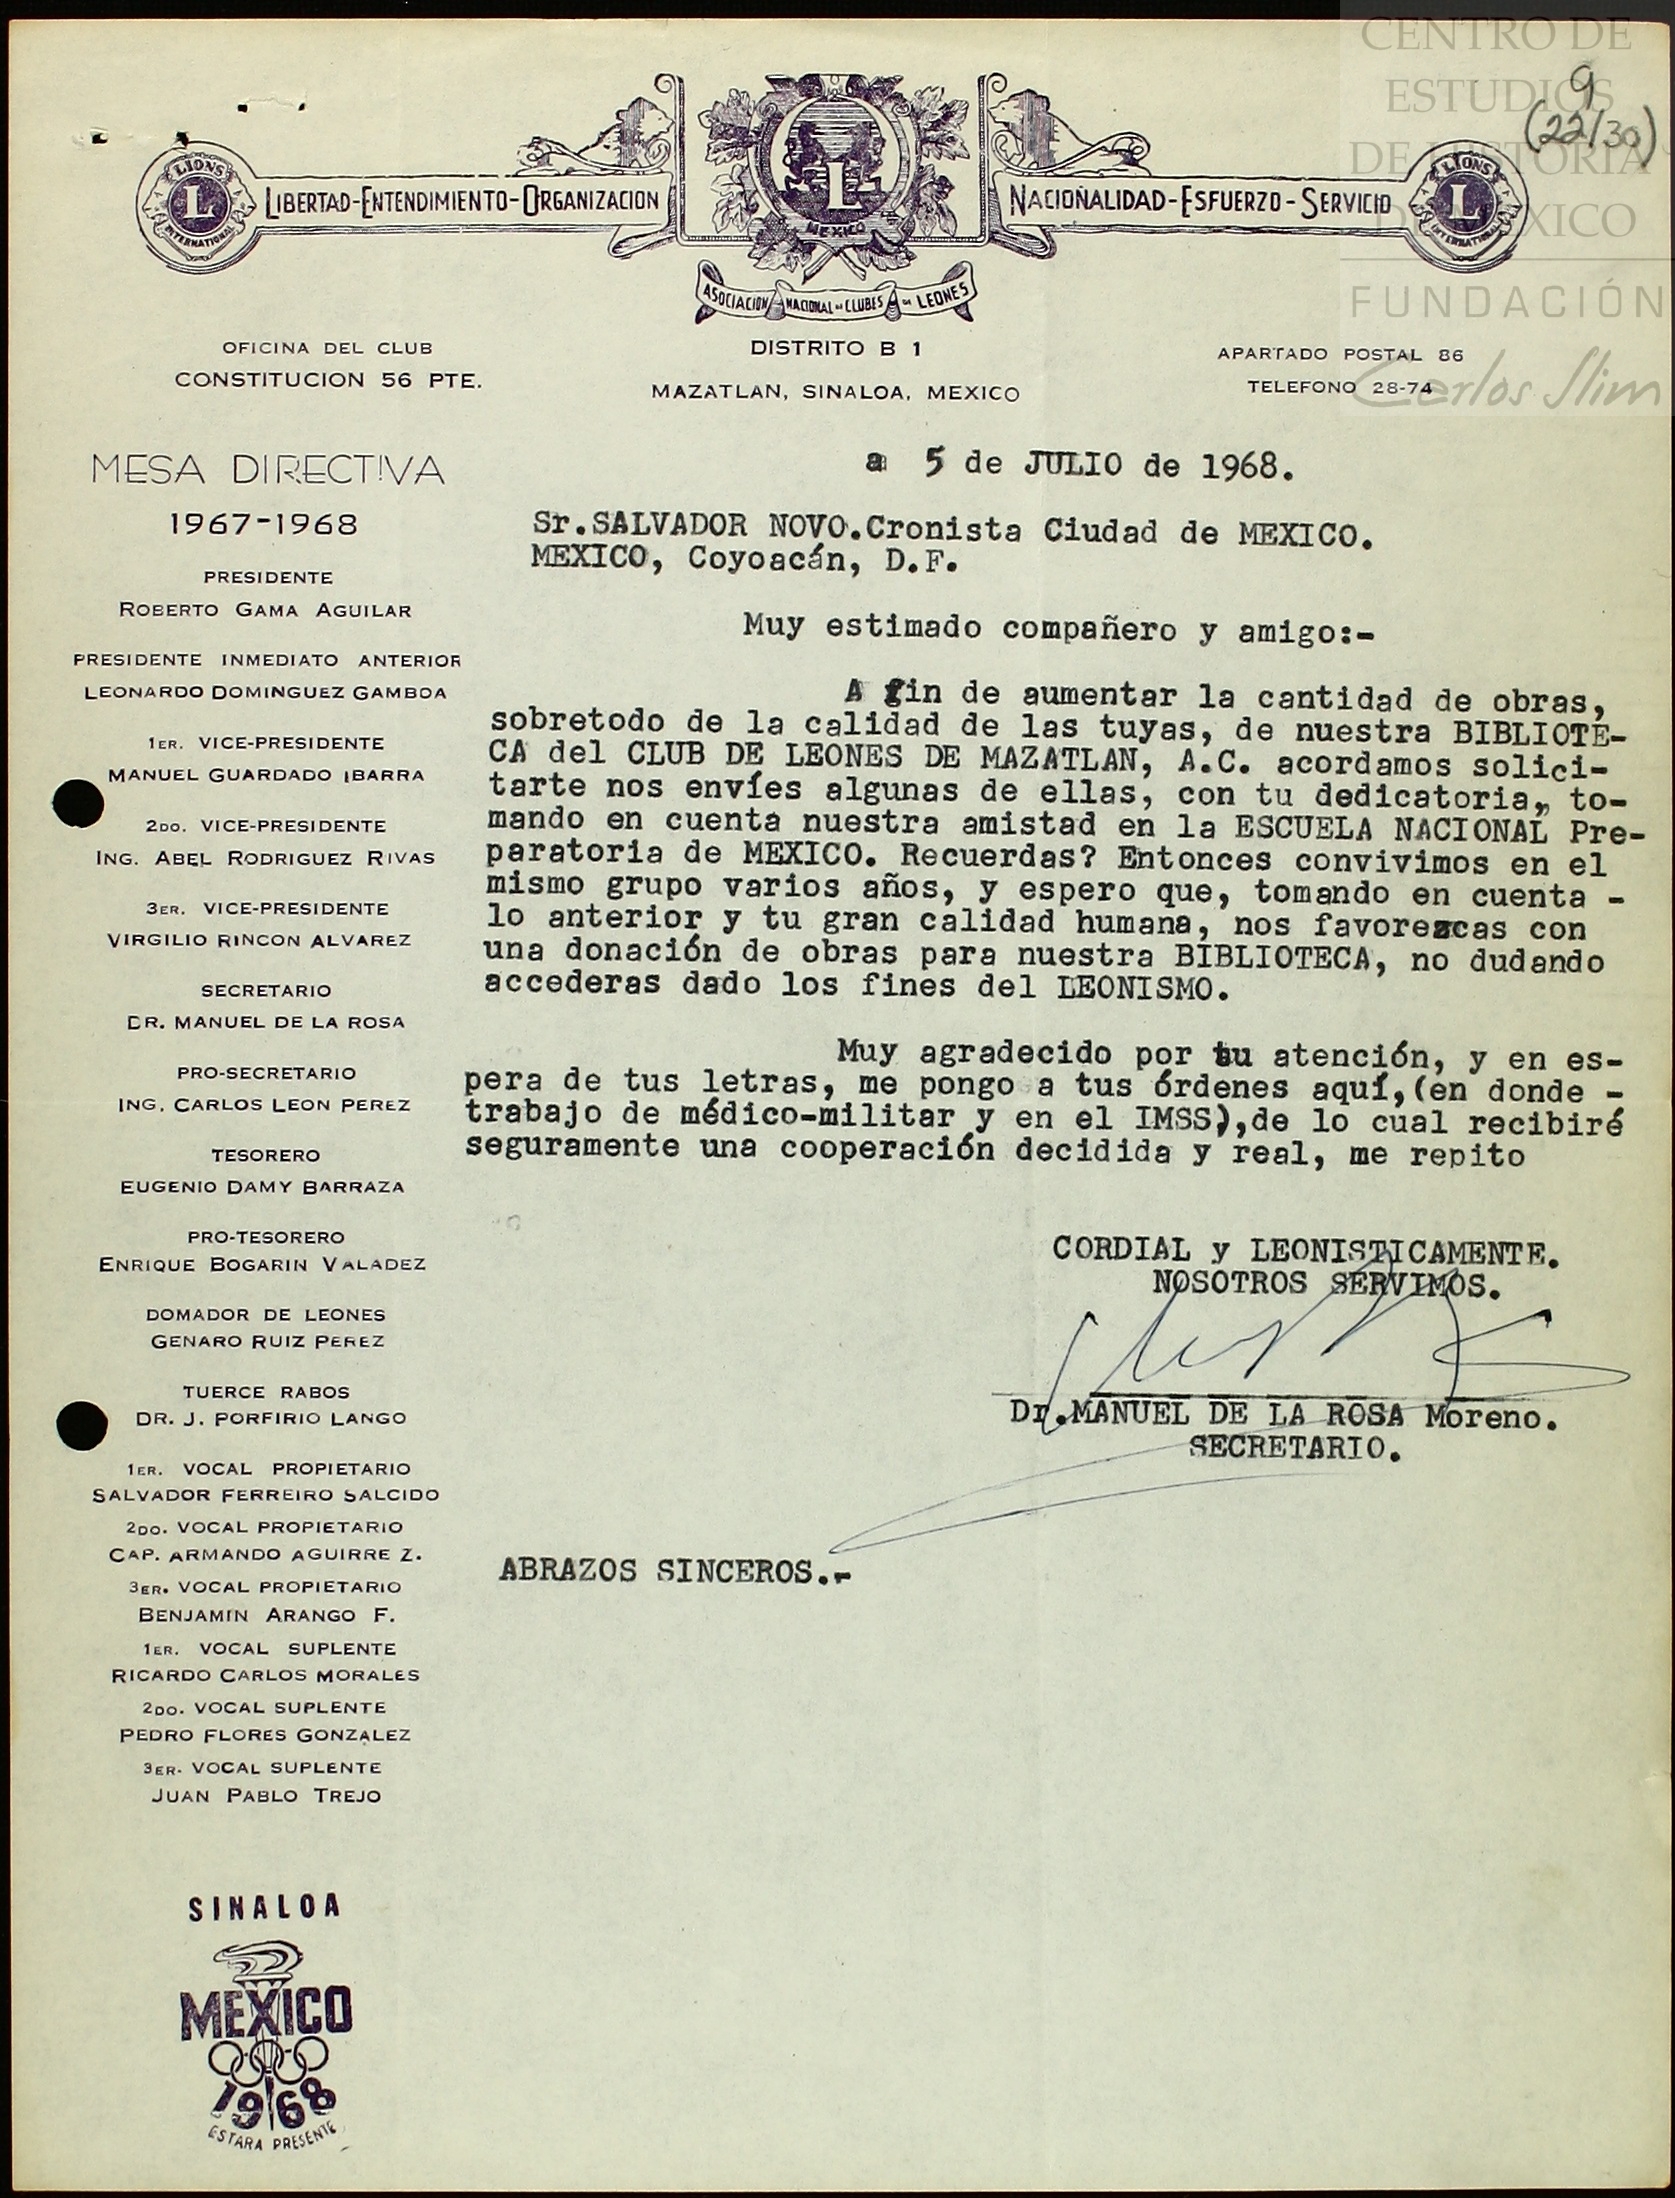 CENTRO DE
ESTUDIOS
DE HISTORIA
DE MÉXICO
FUNDACIÓN
Carlos Slim
9
(22/30)
LIONS
L
INTERNATIONAL
LIBERTAD-ENTENDIMIENTO-ORGANIZACION
L
MEXICO
NACIONALIDAD-ESFUERZO-SERVICIO
LIONS
L
INTERNATIONAL
ASOCIACION NACIONAL DE CLUBES DE LEONES
OFICINA DEL CLUB
CONSTITUCION 56 PTE.
DISTRITO B 1
MAZATLAN, SINALOA, MEXICO
APARTADO POSTAL 86
TELEFONO 28-74
MESA DIRECTIVA
1967-1968
PRESIDENTE
ROBERTO GAMA AGUILAR
PRESIDENTE INMEDIATO ANTERIOR
LEONARDO DOMINGUEZ GAMBOA
1ER. VICE-PRESIDENTE
MANUEL GUARDADO IBARRA
2DO. VICE-PRESIDENTE
ING. ABEL RODRIGUEZ RIVAS
3ER. VICE-PRESIDENTE
VIRGILIO RINCON ALVAREZ
SECRETARIO
DR. MANUEL DE LA ROSA
PRO-SECRETARIO
ING. CARLOS LEON PEREZ
TESORERO
EUGENIO DAMY BARRAZA
PRO-TESORERO
ENRIQUE BOGARIN VALADEZ
DOMADOR DE LEONES
GENARO RUIZ PEREZ
TUERCE RABOS
DR. J. PORFIRIO LANGO
1ER. VOCAL PROPIETARIO
SALVADOR FERREIRO SALCIDO
2DO. VOCAL PROPIETARIO
CAP. ARMANDO AGUIRRE Z.
3ER. VOCAL PROPIETARIO
BENJAMIN ARANGO F.
1ER. VOCAL SUPLENTE
RICARDO CARLOS MORALES
2DO. VOCAL SUPLENTE
PEDRO FLORES GONZALEZ
3ER. VOCAL SUPLENTE
JUAN PABLO TREJO
SINALOA
MEXICO
1968
ESTARA PRESENTE
a 5 de JULIO de 1968.
Sr.SALVADOR NOVO.Cronista Ciudad de MEXICO.
MEXICO, Coyoacán, D.F.
Muy estimado compañero y amigo:-
A fin de aumentar la cantidad de obras,
sobretodo de la calidad de las tuyas, de nuestra BIBLIOTE-
CA del CLUB DE LEONES DE MAZATLAN, A.C. acordamos solici-
tarte nos envíes algunas de ellas, con tu dedicatoria, to-
mando en cuenta nuestra amistad en la ESCUELA NACIONAL Pre-
paratoria de MEXICO. Recuerdas? Entonces convivimos en el
mismo grupo varios años, y espero que, tomando en cuenta -
lo anterior y tu gran calidad humana, nos favorezcas con
una donación de obras para nuestra BIBLIOTECA, no dudando
accederas dado los fines del LEONISMO.
Muy agradecido por tu atención, y en es-
pera de tus letras, me pongo a tus órdenes aquí,(en donde -
trabajo de médico-militar y en el IMSS),de lo cual recibiré
seguramente una cooperación decidida y real, me repito
CORDIAL y LEONISTICAMENTE.
NOSOTROS SERVIMOS.
Dr.MANUEL DE LA ROSA Moreno.
SECRETARIO.
ABRAZOS SINCEROS.-